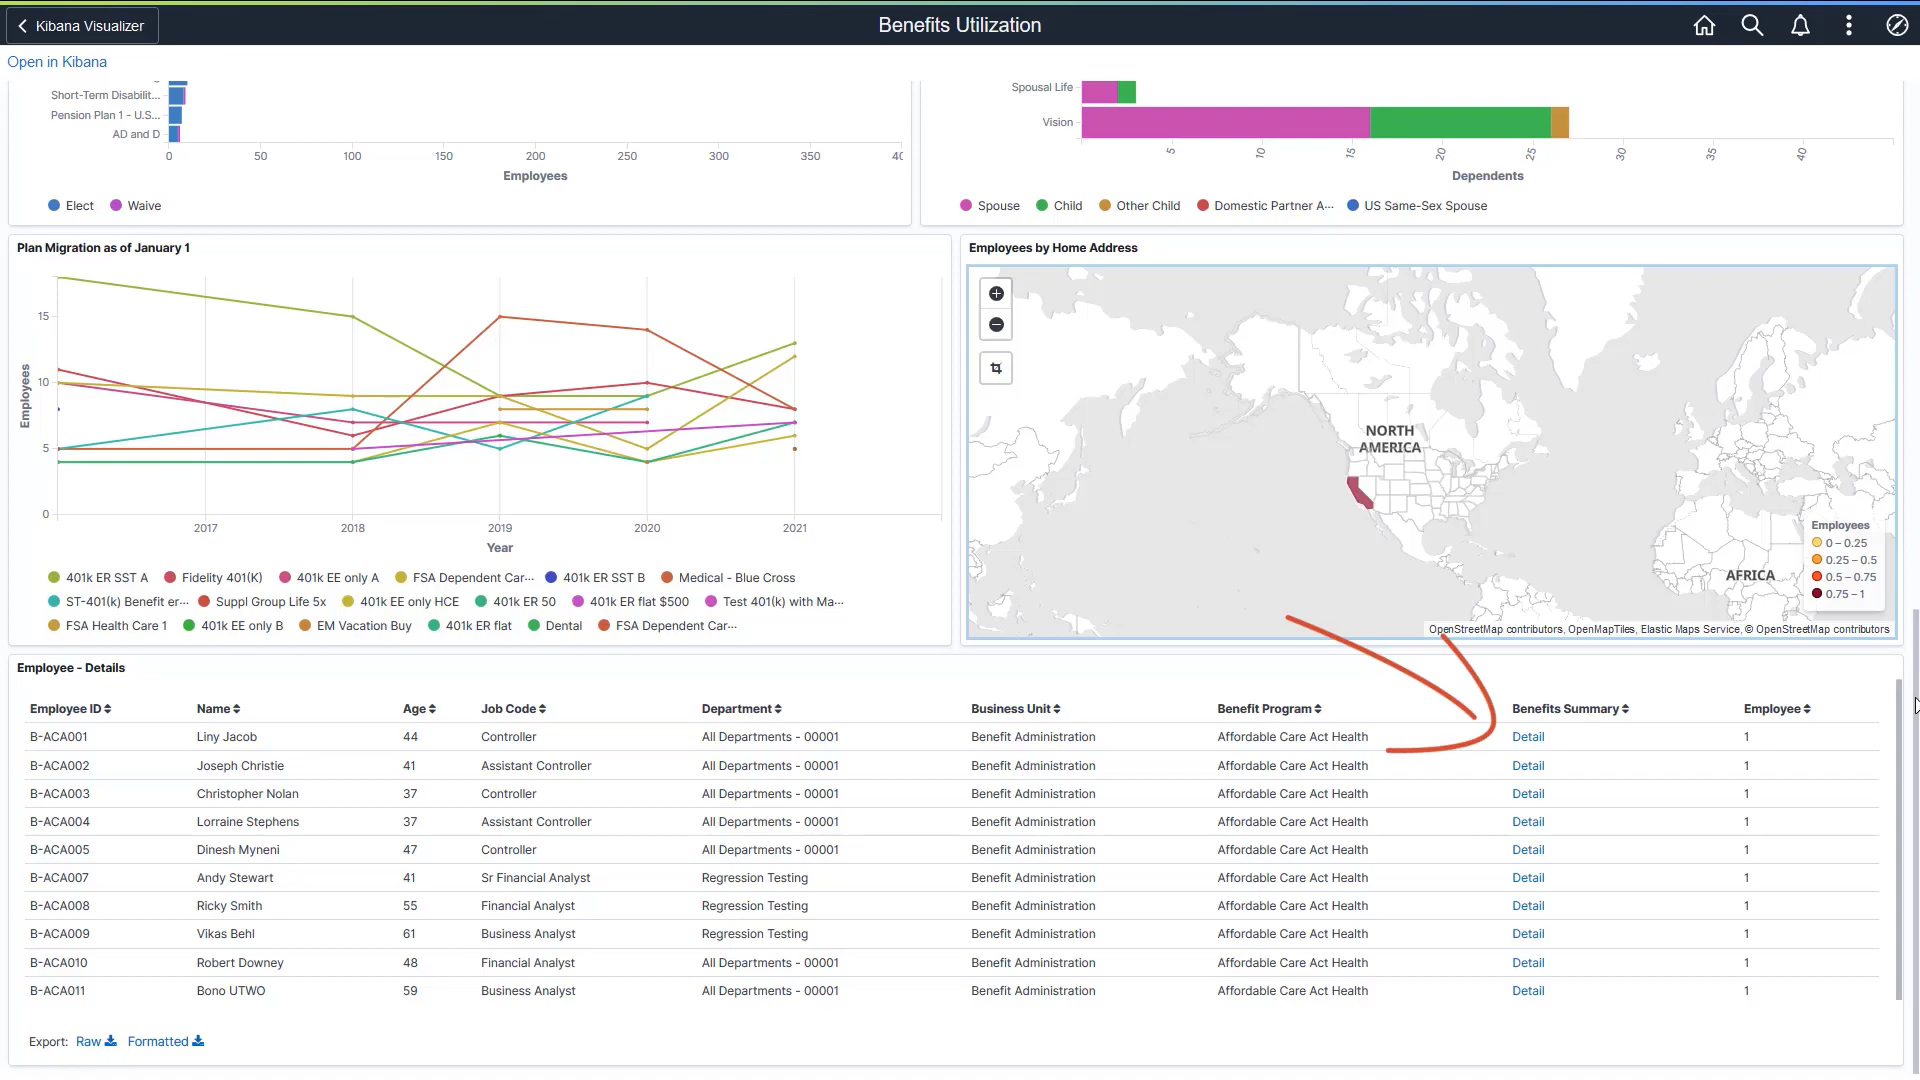 Kibana Visualizer
Benefits Utilization
Open in Kibana
Short-Term Disabilit...
Pension Plan 1 - U.S...
AD and D
0 50 100 150 200 250 300 350
Employees
Elect Waive
Spousal Life
Vision
5 10 15 20 25 30 35 40
Dependents
Spouse Child Other Child Domestic Partner A... US Same-Sex Spouse
Plan Migration as of January 1
15
10
5
0
Employees
2017 2018 2019 2020 2021
Year
401k ER SST A Fidelity 401(K) 401k EE only A FSA Dependent Car... 401k ER SST B Medical - Blue Cross
ST-401(k) Benefit er... Suppl Group Life 5x 401k EE only HCE 401k ER 50 401k ER flat $500 Test 401(k) with Ma...
FSA Health Care 1 401k EE only B EM Vacation Buy 401k ER flat Dental FSA Dependent Car...
Employees by Home Address
NORTH
AMERICA
AFRICA
Employees
0 – 0.25
0.25 – 0.5
0.5 – 0.75
0.75 – 1
OpenStreetMap contributors, OpenMapTiles, Elastic Maps Service, © OpenStreetMap contributors
Employee - Details
Employee ID Name Age Job Code Department Business Unit Benefit Program Benefits Summary Employee
B-ACA001 Liny Jacob 44 Controller All Departments - 00001 Benefit Administration Affordable Care Act Health Detail 1
B-ACA002 Joseph Christie 41 Assistant Controller All Departments - 00001 Benefit Administration Affordable Care Act Health Detail 1
B-ACA003 Christopher Nolan 37 Controller All Departments - 00001 Benefit Administration Affordable Care Act Health Detail 1
B-ACA004 Lorraine Stephens 37 Assistant Controller All Departments - 00001 Benefit Administration Affordable Care Act Health Detail 1
B-ACA005 Dinesh Myneni 47 Controller All Departments - 00001 Benefit Administration Affordable Care Act Health Detail 1
B-ACA007 Andy Stewart 41 Sr Financial Analyst Regression Testing Benefit Administration Affordable Care Act Health Detail 1
B-ACA008 Ricky Smith 55 Financial Analyst Regression Testing Benefit Administration Affordable Care Act Health Detail 1
B-ACA009 Vikas Behl 61 Business Analyst Regression Testing Benefit Administration Affordable Care Act Health Detail 1
B-ACA010 Robert Downey 48 Financial Analyst All Departments - 00001 Benefit Administration Affordable Care Act Health Detail 1
B-ACA011 Bono UTWO 59 Business Analyst All Departments - 00001 Benefit Administration Affordable Care Act Health Detail 1
Export: Raw Formatted